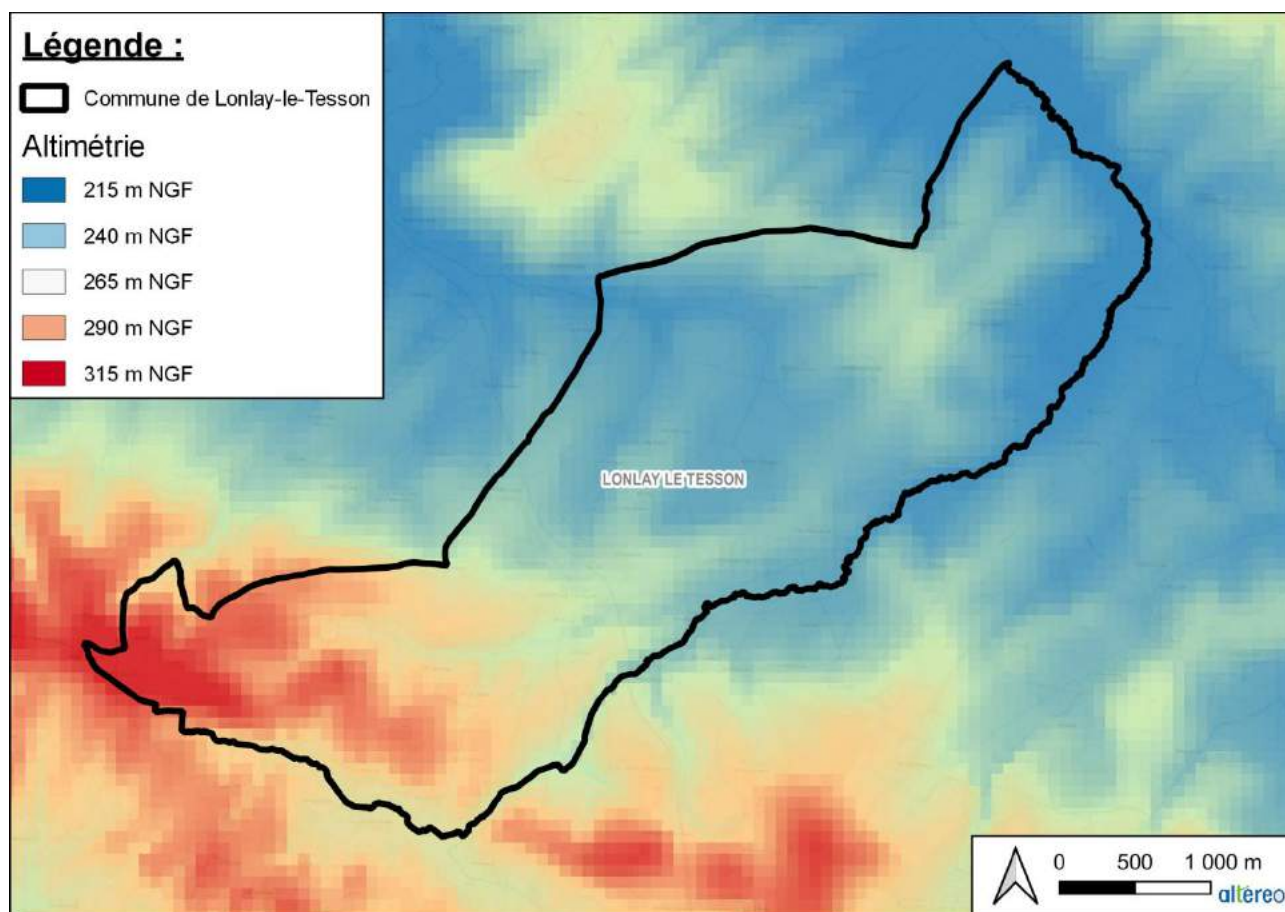 Légende :
Commune de Lonlay-le-Tesson
Altimétrie
215 m NGF
240 m NGF
265 m NGF
290 m NGF
315 m NGF
LONLAY LE TESSON
0 500 1 000 m
altereo